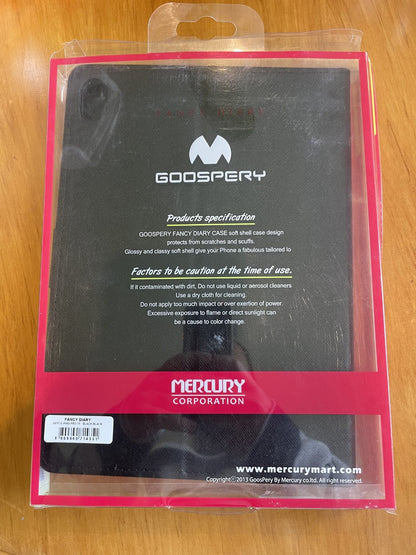 GOOSPERY
Products specification
GOOSPERY FANCY DIARY CASE soft shell case design
protects from scratches and scuffs.
Glossy and classy soft shell give your Phone a fabulous tailored lo
Factors to be caution at the time of use.
If it contaminated with dirt, Do not use liquid or aerosol cleaners
Use a dry cloth for cleaning.
Do not apply too much impact or over exertion of power.
Excessive exposure to flame or direct sunlight can
be a cause to color change.
MERCURY
CORPORATION
FANCY DIARY
www.mercurymart.com
Copyright©2013 GoosPery By Mercury co.ltd. All right reserved.